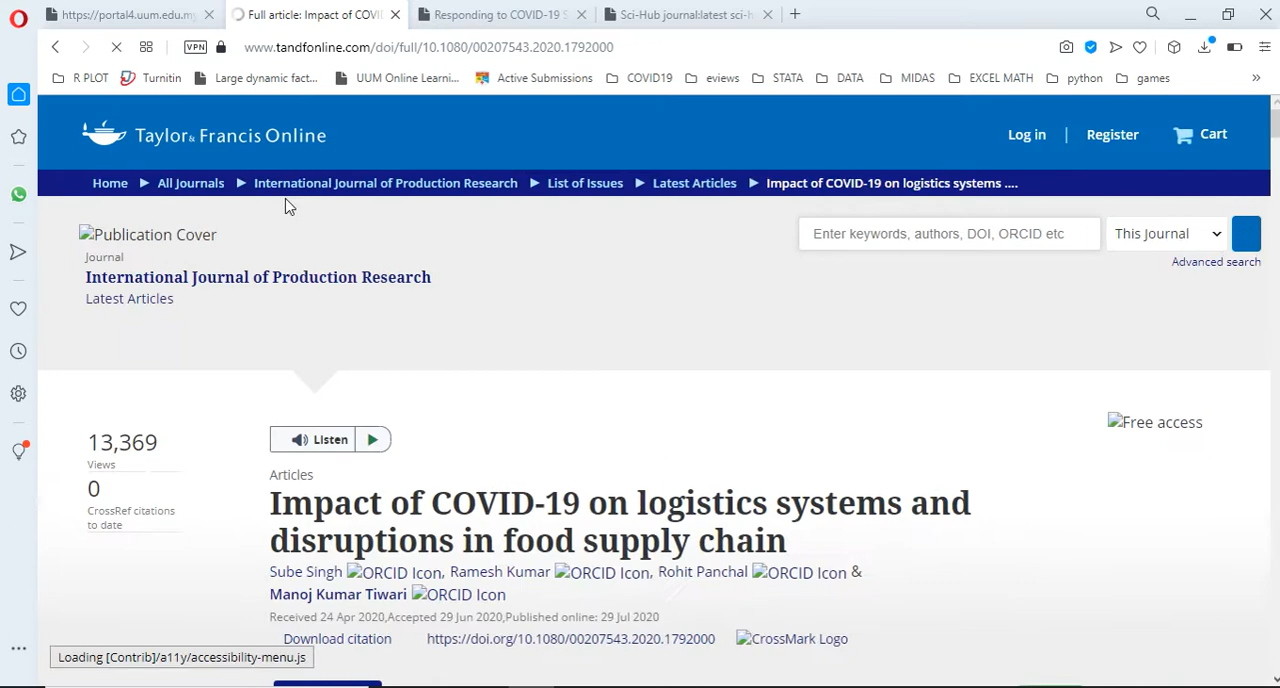 https://portal4.uum.edu.my
Full article: Impact of COVI
Responding to COVID-19 S
Sci-Hub journal:latest sci-h
VPN
www.tandfonline.com/doi/full/10.1080/00207543.2020.1792000
R PLOT
Turnitin
Large dynamic fact...
UUM Online Learni...
Active Submissions
COVID19
eviews
STATA
DATA
MIDAS
EXCEL MATH
python
games
Taylor & Francis Online
Log in
Register
Cart
Home
All Journals
International Journal of Production Research
List of Issues
Latest Articles
Impact of COVID-19 on logistics systems ....
Publication Cover
Enter keywords, authors, DOI, ORCID etc
This Journal
Journal
Advanced search
International Journal of Production Research
Latest Articles
13,369
Views
0
CrossRef citations
to date
Listen
Free access
Articles
Impact of COVID-19 on logistics systems and
disruptions in food supply chain
Sube Singh ORCID Icon, Ramesh Kumar ORCID Icon, Rohit Panchal ORCID Icon &
Manoj Kumar Tiwari ORCID Icon
Received 24 Apr 2020,Accepted 29 Jun 2020,Published online: 29 Jul 2020
Download citation
https://doi.org/10.1080/00207543.2020.1792000
CrossMark Logo
Loading [Contrib]/a11y/accessibility-menu.js